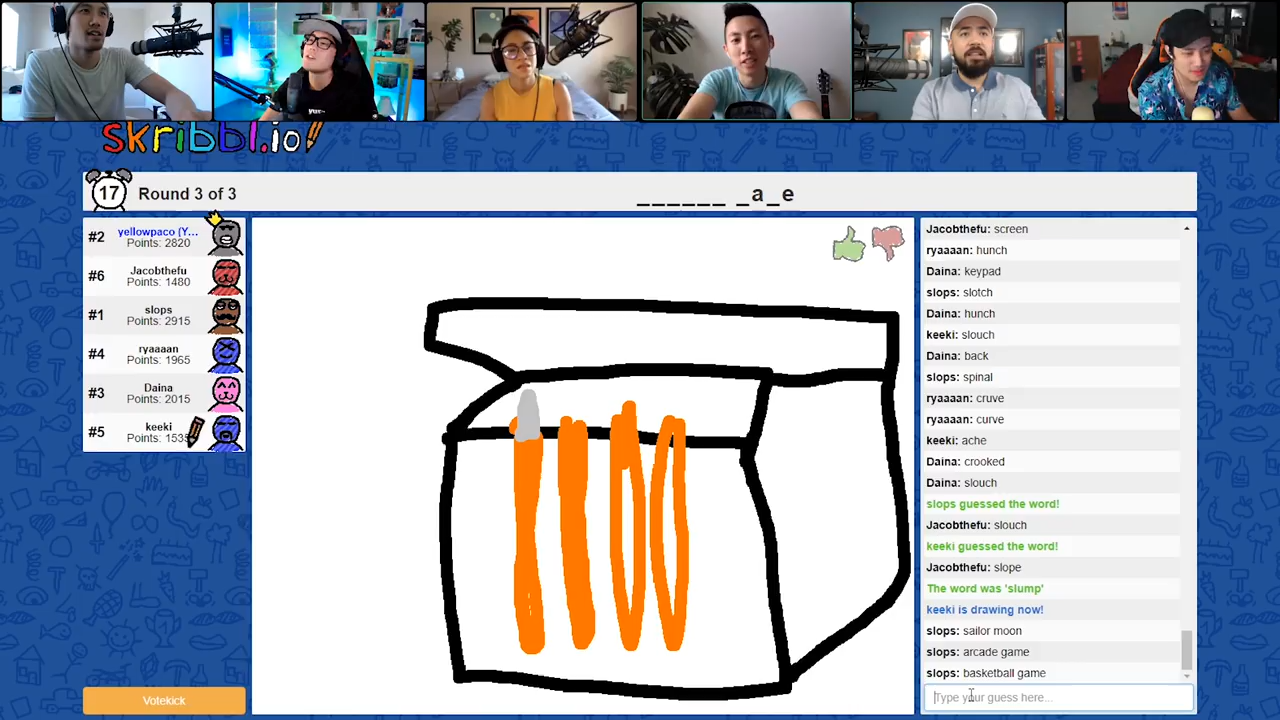 skribbl.io
17
Round 3 of 3
______ _a_e
#2
yellowpaco (Y...
Points: 2820
#6
Jacobthefu
Points: 1480
#1
slops
Points: 2915
#4
ryaaaan
Points: 1965
#3
Daina
Points: 2015
#5
keeki
Points: 1535
Votekick
Jacobthefu: screen
ryaaaan: hunch
Daina: keypad
slops: slotch
Daina: hunch
keeki: slouch
Daina: back
slops: spinal
ryaaaan: cruve
ryaaaan: curve
keeki: ache
Daina: crooked
Daina: slouch
slops guessed the word!
Jacobthefu: slouch
keeki guessed the word!
Jacobthefu: slope
The word was 'slump'
keeki is drawing now!
slops: sailor moon
slops: arcade game
slops: basketball game
Type your guess here...